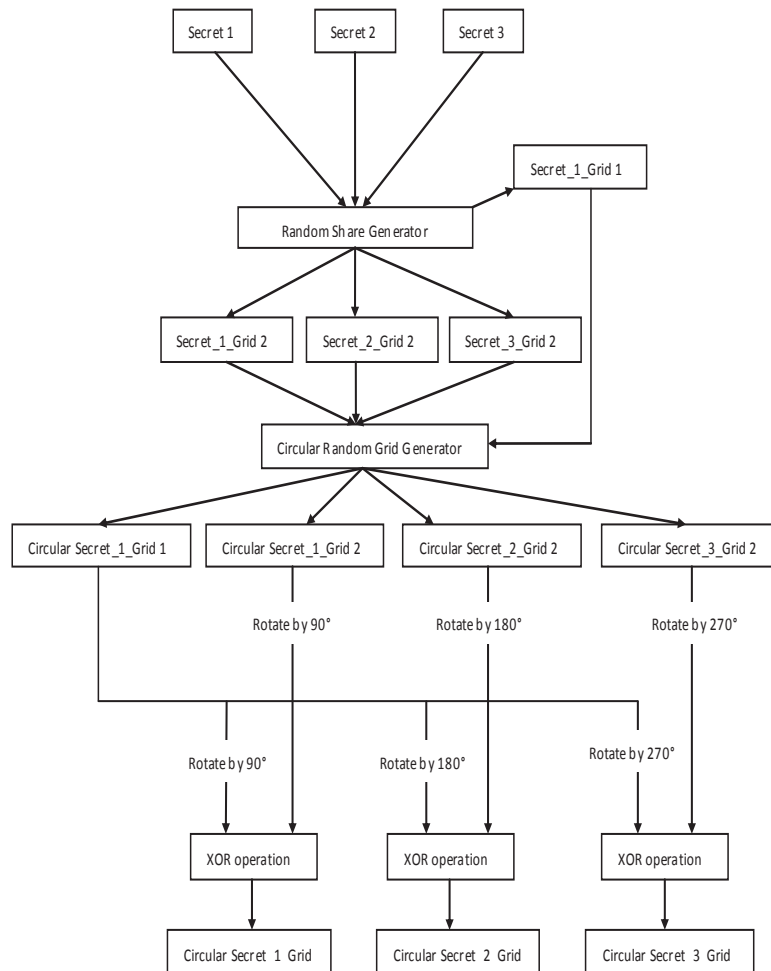 Secret 1
Secret 2
Secret 3
Secret_1_Grid 1
Random Share Generator
Secret_1_Grid 2
Secret_2_Grid 2
Secret_3_Grid 2
Circular Random Grid Generator
Circular Secret_1_Grid 1
Circular Secret_1_Grid 2
Circular Secret_2_Grid 2
Circular Secret_3_Grid 2
Rotate by 90°
Rotate by 180°
Rotate by 270°
Rotate by 90°
Rotate by 180°
Rotate by 270°
XOR operation
XOR operation
XOR operation
Circular Secret 1 Grid
Circular Secret 2 Grid
Circular Secret 3 Grid